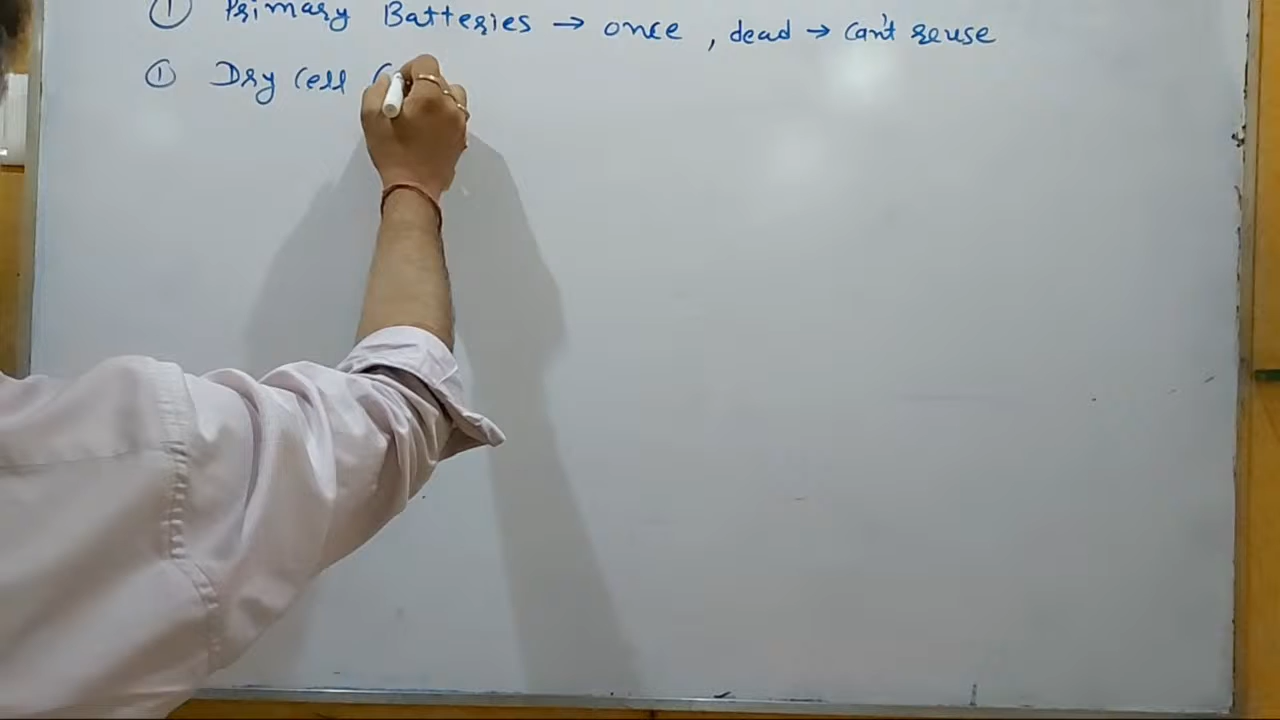 ① Primary Batteries → once , dead → can't reuse
① Dry Cell (